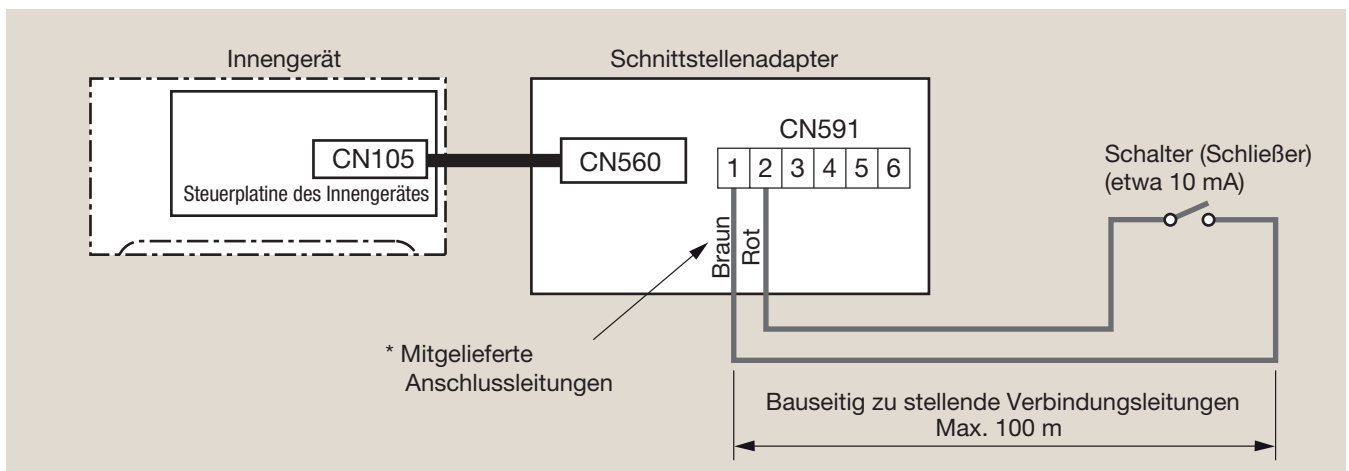 Innengerät
Schnittstellenadapter
CN105
Steuerplatine des Innengerätes
CN560
CN591
1 2 3 4 5 6
Braun
Rot
Schalter (Schließer)
(etwa 10 mA)
* Mitgelieferte
Anschlussleitungen
Bauseitig zu stellende Verbindungsleitungen
Max. 100 m